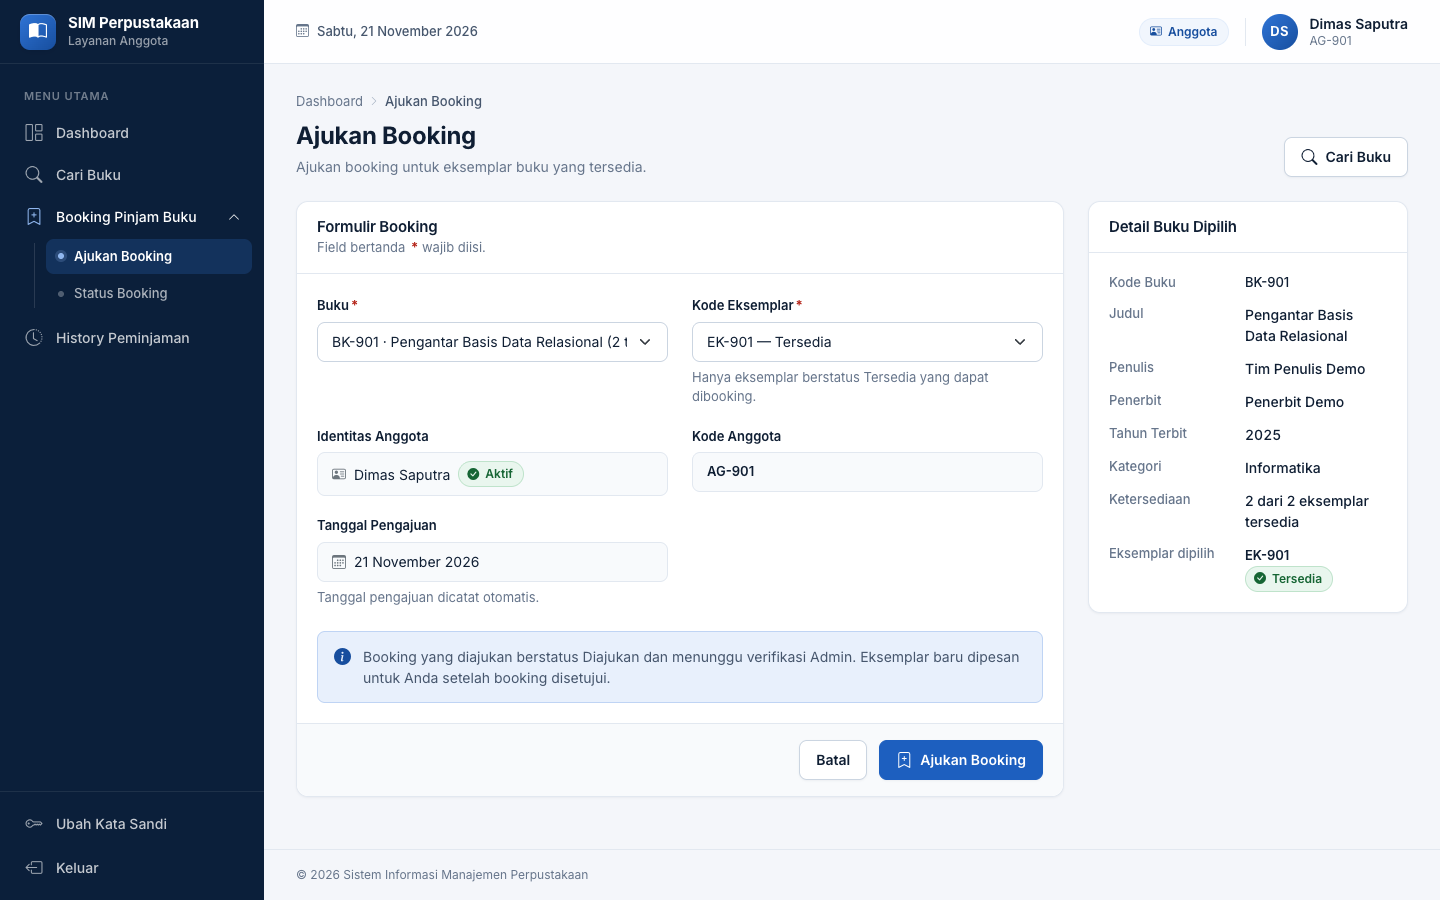 SIM Perpustakaan
Layanan Anggota
MENU UTAMA
Dashboard
Cari Buku
Booking Pinjam Buku
Ajukan Booking
Status Booking
History Peminjaman
Ubah Kata Sandi
Keluar
Sabtu, 21 November 2026
Anggota
DS
Dimas Saputra
AG-901
Dashboard
Ajukan Booking
Ajukan Booking
Ajukan booking untuk eksemplar buku yang tersedia.
Cari Buku
Formulir Booking
Field bertanda * wajib diisi.
Buku *
BK-901 · Pengantar Basis Data Relasional (2
Kode Eksemplar *
EK-901 — Tersedia
Hanya eksemplar berstatus Tersedia yang dapat
dibooking.
Identitas Anggota
Dimas Saputra
Aktif
Kode Anggota
AG-901
Tanggal Pengajuan
21 November 2026
Tanggal pengajuan dicatat otomatis.
Booking yang diajukan berstatus Diajukan dan menunggu verifikasi Admin. Eksemplar baru dipesan
untuk Anda setelah booking disetujui.
Batal
Ajukan Booking
Detail Buku Dipilih
Kode Buku BK-901
Judul Pengantar Basis
Data Relasional
Penulis Tim Penulis Demo
Penerbit Penerbit Demo
Tahun Terbit 2025
Kategori Informatika
Ketersediaan 2 dari 2 eksemplar
tersedia
Eksemplar dipilih EK-901
Tersedia
© 2026 Sistem Informasi Manajemen Perpustakaan